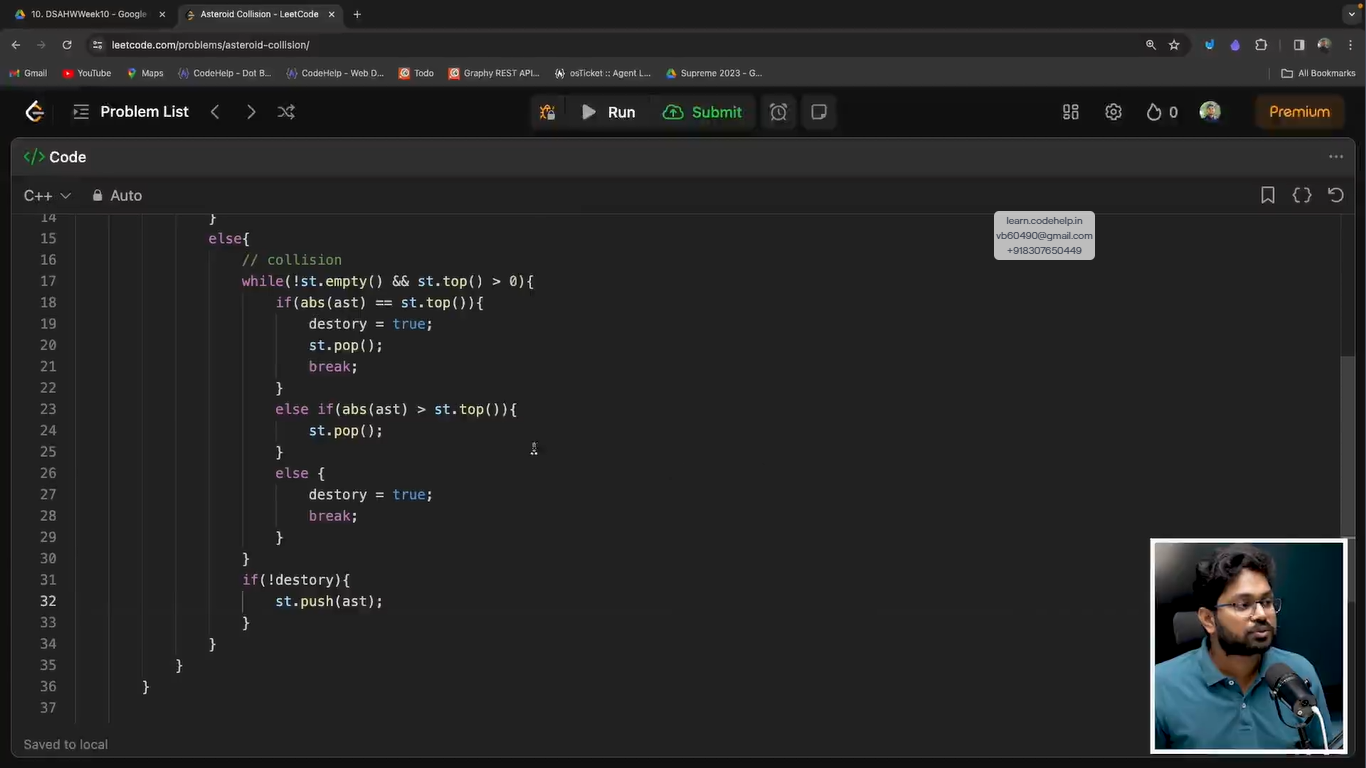 10. DSAHWWeek10 - Google
Asteroid Collision - LeetCode
leetcode.com/problems/asteroid-collision/
Gmail YouTube Maps CodeHelp - Dot B... CodeHelp - Web D... Todo Graphy REST API... osTicket :: Agent L... Supreme 2023 - G... All Bookmarks
Problem List Run Submit 0 Premium
</> Code
C++ Auto
learn.codehelp.in
vb60490@gmail.com
+918307650449
14 }
15 else{
16 // collision
17 while(!st.empty() && st.top() > 0){
18 if(abs(ast) == st.top()){
19 destory = true;
20 st.pop();
21 break;
22 }
23 else if(abs(ast) > st.top()){
24 st.pop();
25 }
26 else {
27 destory = true;
28 break;
29 }
30 }
31 if(!destory){
32 st.push(ast);
33 }
34 }
35 }
36 }
37
Saved to local